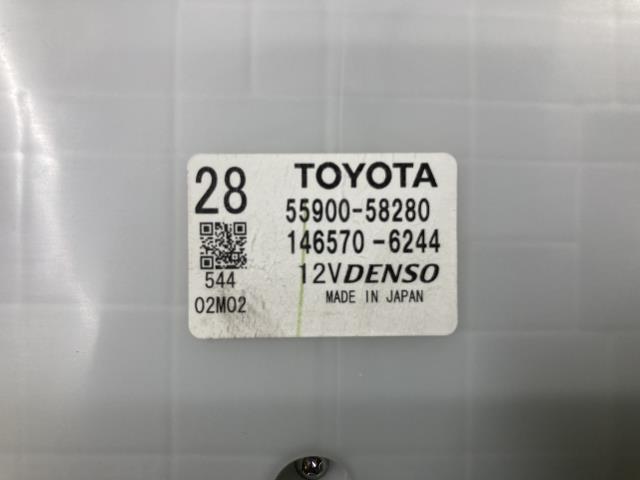 28
TOYOTA
55900-58280
146570-6244
544
12V DENSO
02M02
MADE IN JAPAN